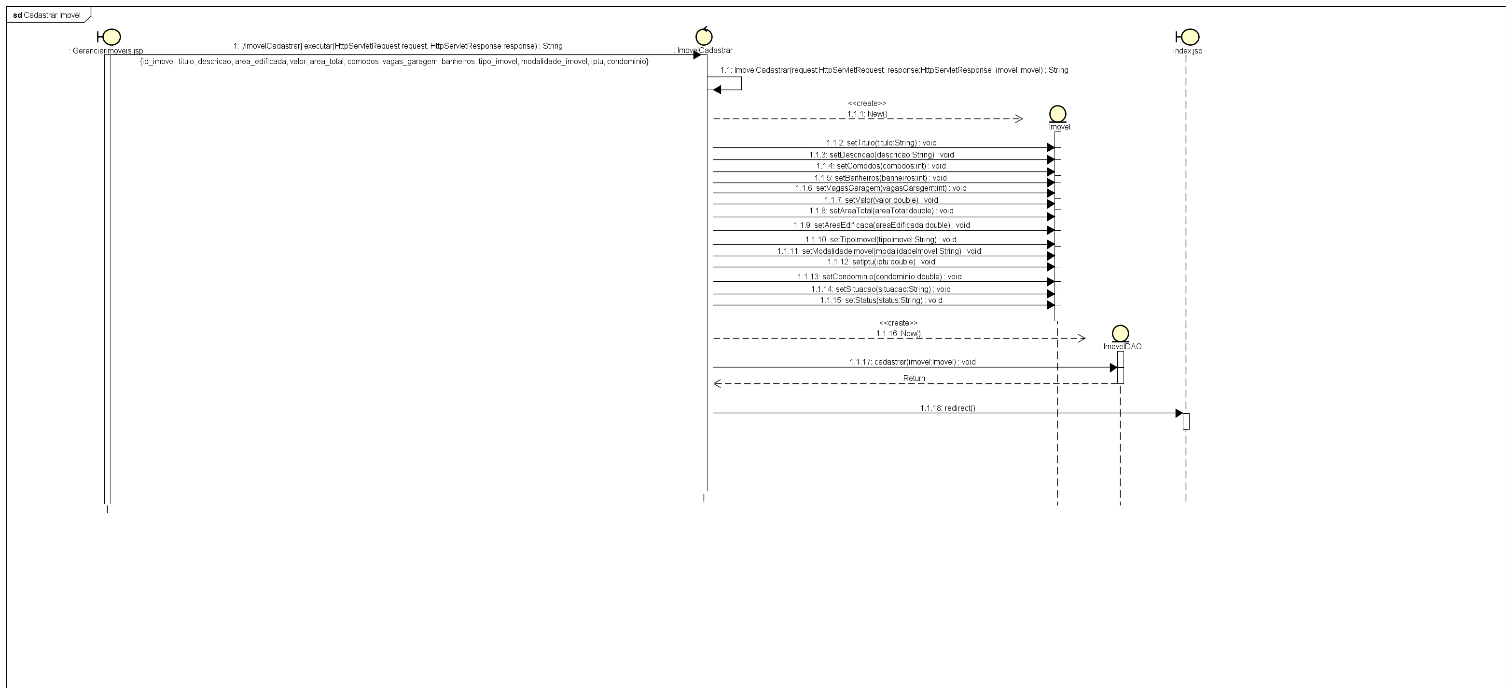 sd Cadastrar Imovel
: GerenciarImoveis.jsp
: ImovelCadastrar
index.jsp
1: [/imovelCadastrar] executar(HttpServletRequest request, HttpServletResponse response) : String
{id_imovel, titulo, descricao, area_edificada, valor, area_total, comodos, vagas_garagem, banheiros, tipo_imovel, modalidade_imovel, iptu, condominio}
1.1: ImovelCadastrar(request:HttpServletRequest, response:HttpServletResponse, imovel:Imovel) : String
<<create>>
1.1.1: New()
Imovel
1.1.2: setTitulo(titulo:String) : void
1.1.3: setDescricao(descricao:String) : void
1.1.4: setComodos(comodos:int) : void
1.1.5: setBanheiros(banheiros:int) : void
1.1.6: setVagasGaragem(vagasGaragem:int) : void
1.1.7: setValor(valor:double) : void
1.1.8: setAreaTotal(areaTotal:double) : void
1.1.9: setAreaEdificada(areaEdificada:double) : void
1.1.10: setTipoImovel(tipoImovel:String) : void
1.1.11: setModalidadeImovel(modalidadeImovel:String) : void
1.1.12: setIptu(iptu:double) : void
1.1.13: setCondominio(condominio:double) : void
1.1.14: setSituacao(situacao:String) : void
1.1.15: setStatus(status:String) : void
<<create>>
1.1.16: New()
ImovelDAO
1.1.17: cadastrar(imovel:Imovel) : void
Return
1.1.18: redirect()